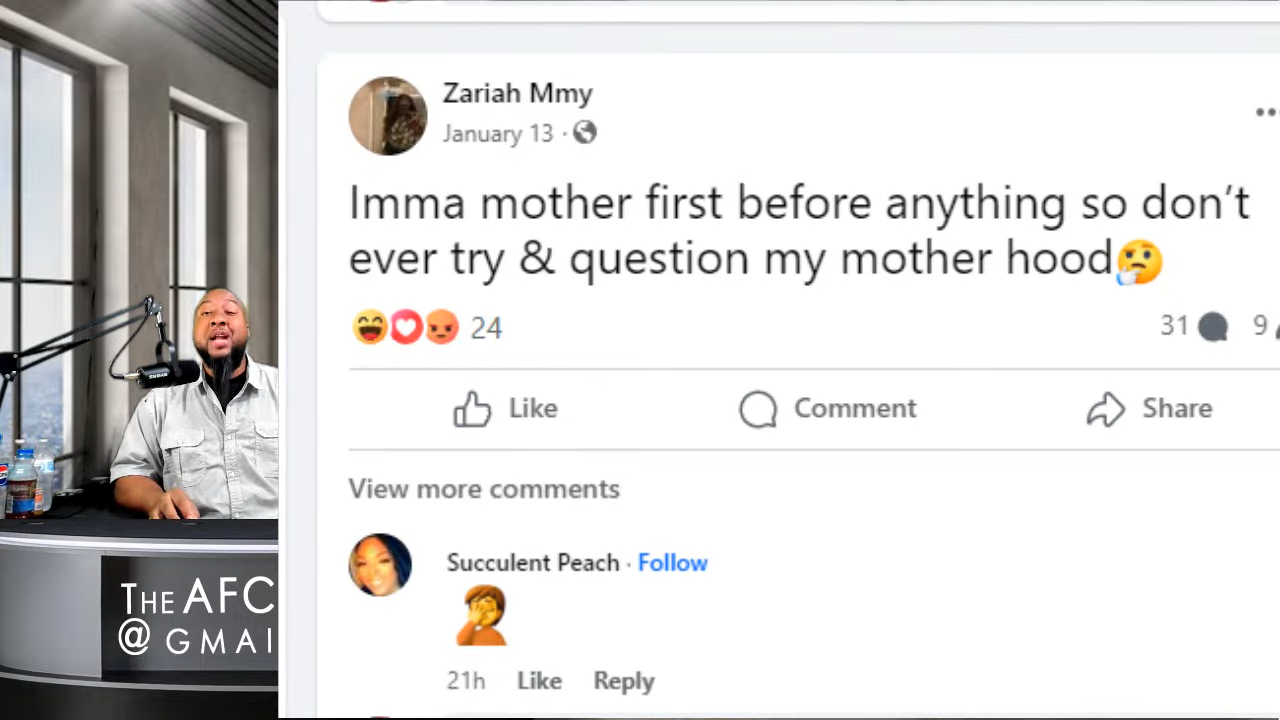 Zariah Mmy
January 13 ·
Imma mother first before anything so don't
ever try & question my mother hood
24
31
9
Like
Comment
Share
View more comments
Succulent Peach · Follow
21h Like Reply
THE AFC
@GMAI